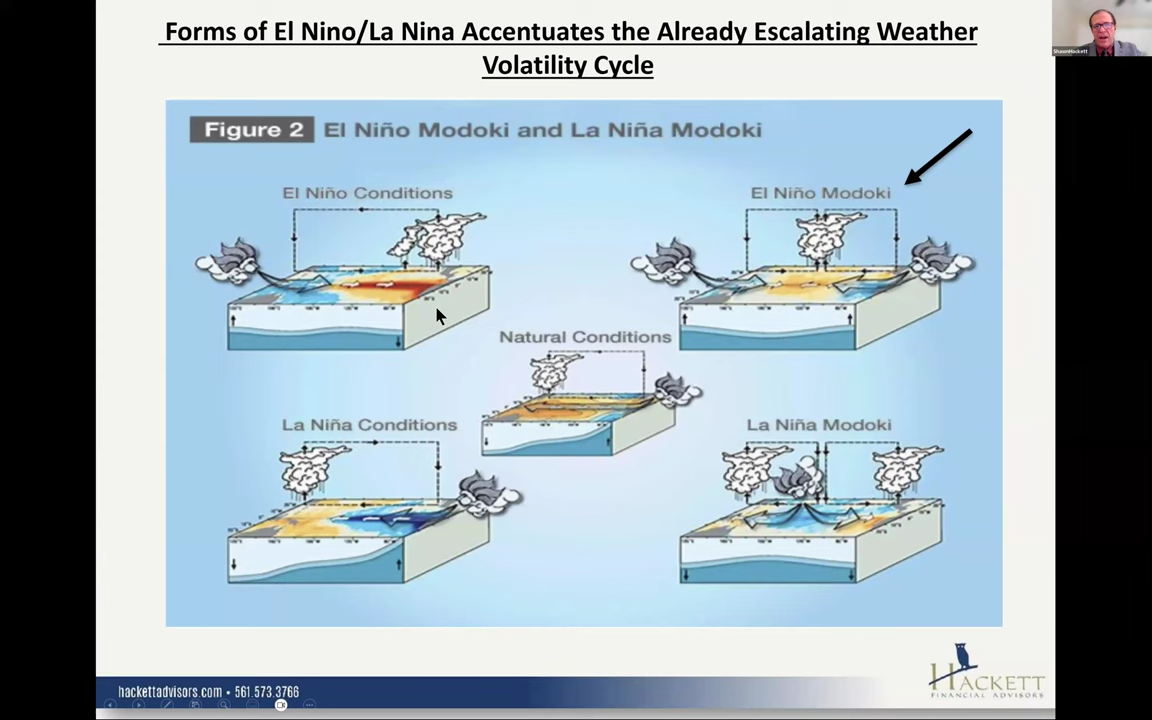 Forms of El Nino/La Nina Accentuates the Already Escalating Weather
Volatility Cycle
ShawnHackett
Figure 2 El Niño Modoki and La Niña Modoki
El Niño Conditions
El Niño Modoki
Natural Conditions
La Niña Conditions
La Niña Modoki
hackettadvisors.com • 561.573.3766
HACKETT
FINANCIAL ADVISORS